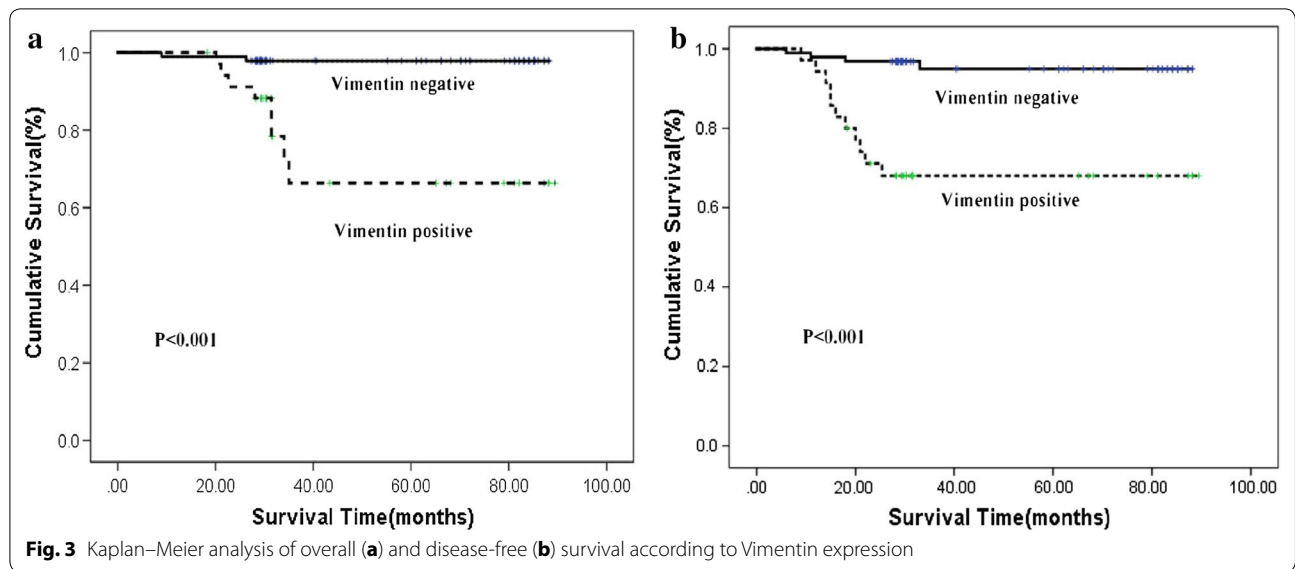 a
1.0
0.8
0.6
0.4
0.2
0.0
Cumulative Survival(%)
Vimentin negative
Vimentin positive
P<0.001
.00 20.00 40.00 60.00 80.00 100.00
Survival Time(months)
b
1.0
0.8
0.6
0.4
0.2
0.0
Cumulative Survival(%)
Vimentin negative
Vimentin positive
P<0.001
.00 20.00 40.00 60.00 80.00 100.00
Survival Time(months)
Fig. 3 Kaplan–Meier analysis of overall (a) and disease-free (b) survival according to Vimentin expression